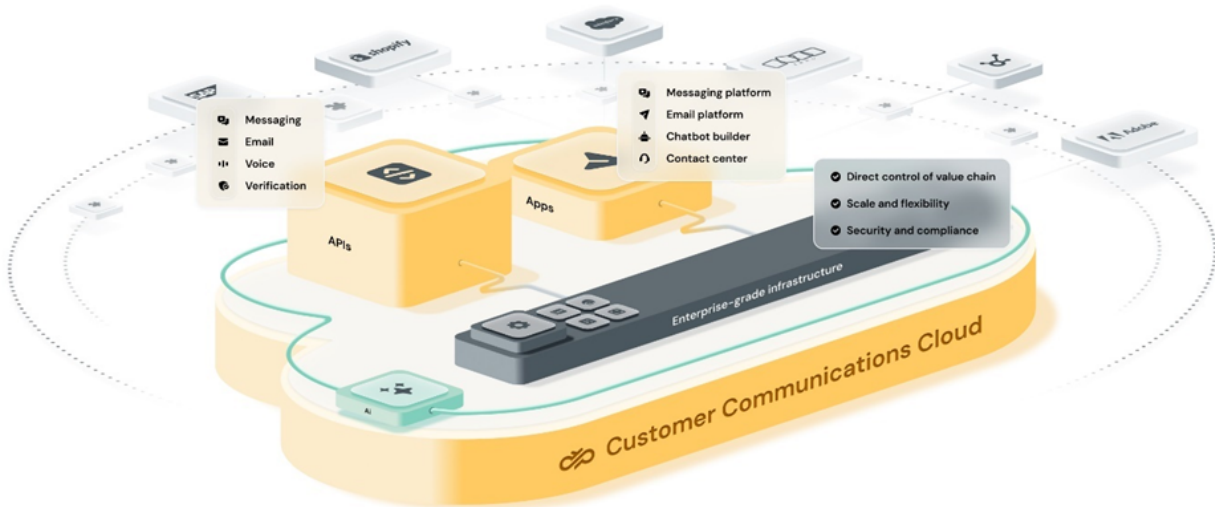 shopify
SAP
Adobe
Messaging
Email
Voice
Verification
Messaging platform
Email platform
Chatbot builder
Contact center
Direct control of value chain
Scale and flexibility
Security and compliance
APIs
Apps
Enterprise-grade infrastructure
AI
Customer Communications Cloud